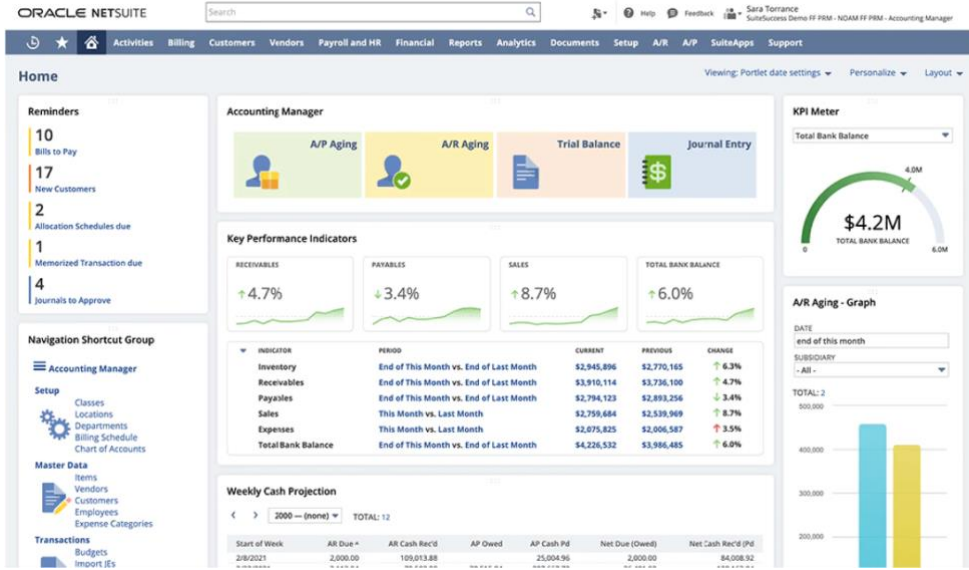 ORACLE NETSUITE
Search
Help
Feedback
Sara Torrance
SuiteSuccess Demo FF PRM - NOAM FF PRM - Accounting Manager
Activities Billing Customers Vendors Payroll and HR Financial Reports Analytics Documents Setup A/R A/P SuiteApps Support
Home
Viewing: Portlet date settings Personalize Layout
Reminders
10
Bills to Pay
17
New Customers
2
Allocation Schedules due
1
Memorized Transaction due
4
Journals to Approve
Navigation Shortcut Group
Accounting Manager
Setup
Classes
Locations
Departments
Billing Schedule
Chart of Accounts
Master Data
Items
Vendors
Customers
Employees
Expense Categories
Transactions
Budgets
Import JEs
Accounting Manager
A/P Aging
A/R Aging
Trial Balance
Journal Entry
Key Performance Indicators
RECEIVABLES
4.7%
PAYABLES
3.4%
SALES
8.7%
TOTAL BANK BALANCE
6.0%
INDICATOR PERIOD CURRENT PREVIOUS CHANGE
Inventory End of This Month vs. End of Last Month $2,945,896 $2,770,165 6.3%
Receivables End of This Month vs. End of Last Month $3,910,114 $3,736,100 4.7%
Payables End of This Month vs. End of Last Month $2,794,123 $2,893,256 3.4%
Sales This Month vs. Last Month $2,759,684 $2,539,969 8.7%
Expenses This Month vs. Last Month $2,075,825 $2,006,587 3.5%
Total Bank Balance End of This Month vs. End of Last Month $4,226,532 $3,986,485 6.0%
Weekly Cash Projection
2000 — (none) TOTAL: 12
Start of Week AR Due AR Cash Rec'd AP Owed AP Cash Pd Net Due (Owed) Net Cash Rec'd (Pd
2/8/2021 2,000.00 109,013.88 25,004.96 2,000.00 84,008.92
KPI Meter
Total Bank Balance
4.0M
$4.2M
TOTAL BANK BALANCE
0
6.0M
A/R Aging - Graph
DATE
end of this month
SUBSIDIARY
- All -
TOTAL: 2
500,000
400,000
300,000
200,000